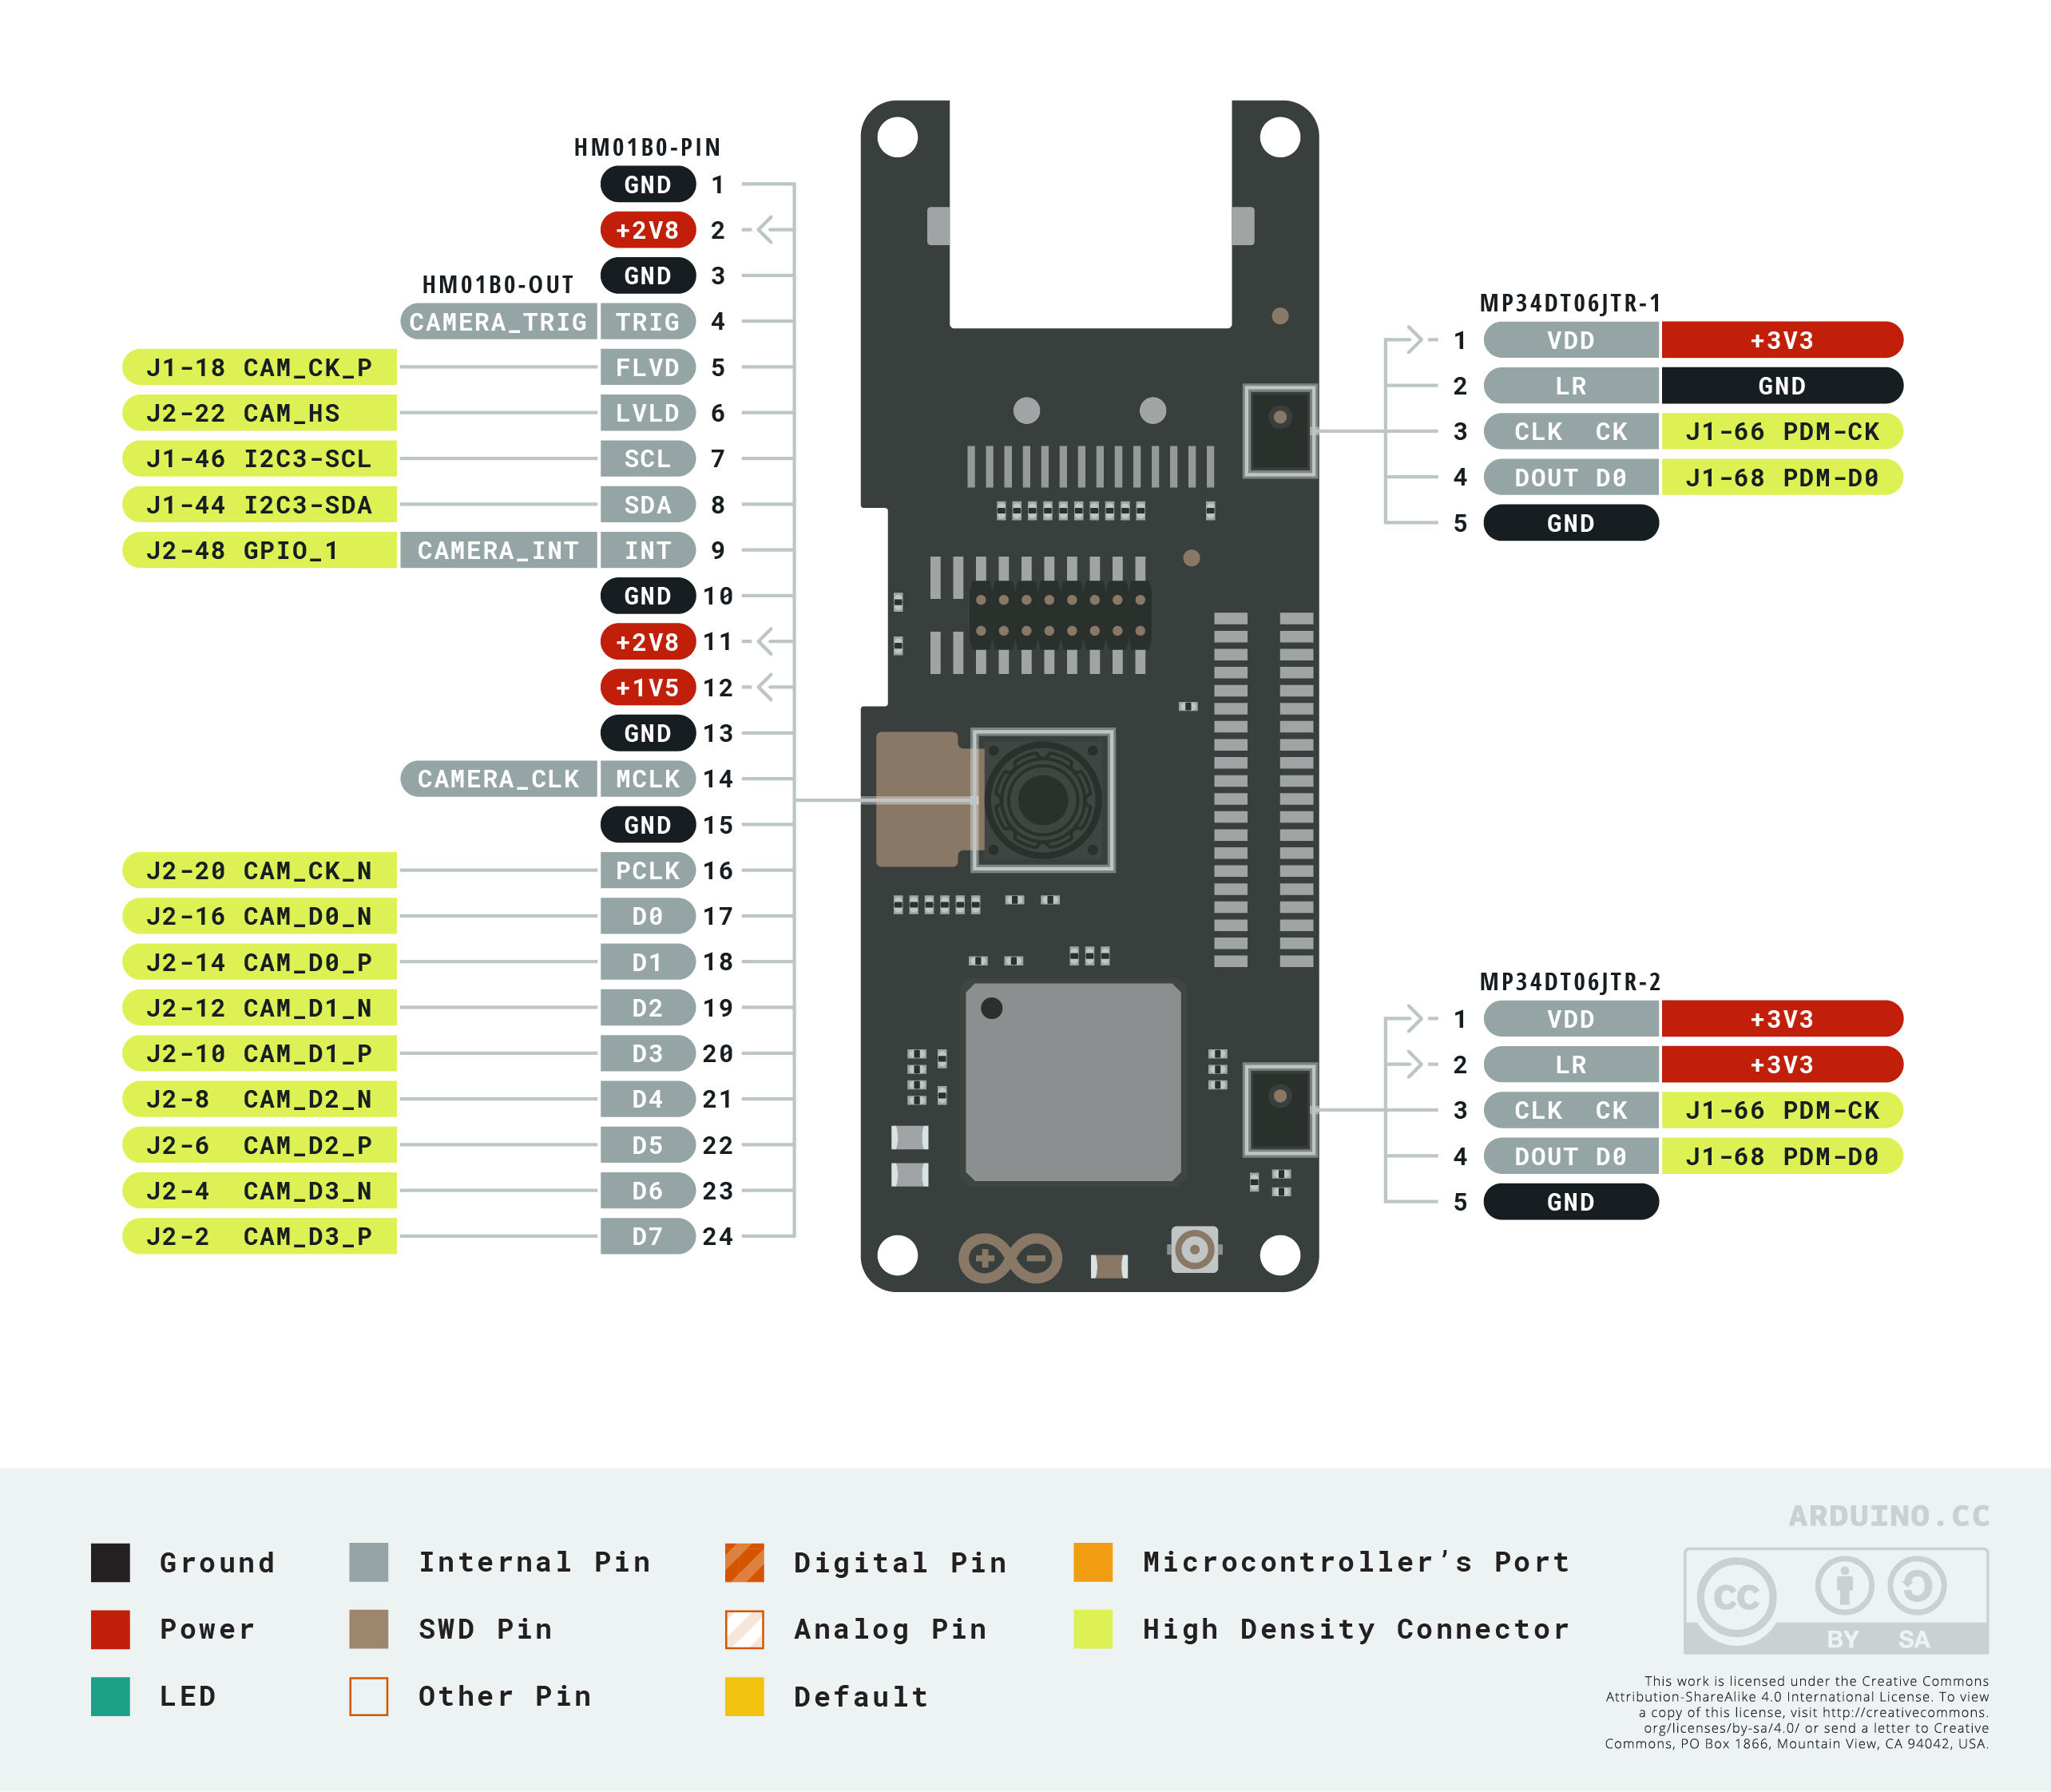 HM01B0-PIN
GND 1
+2V8 2
GND 3
HM01B0-OUT
CAMERA_TRIG TRIG 4
J1-18 CAM_CK_P FLVD 5
J2-22 CAM_HS LVLD 6
J1-46 I2C3-SCL SCL 7
J1-44 I2C3-SDA SDA 8
J2-48 GPIO_1 CAMERA_INT INT 9
GND 10
+2V8 11
+1V5 12
GND 13
CAMERA_CLK MCLK 14
GND 15
J2-20 CAM_CK_N PCLK 16
J2-16 CAM_D0_N D0 17
J2-14 CAM_D0_P D1 18
J2-12 CAM_D1_N D2 19
J2-10 CAM_D1_P D3 20
J2-8 CAM_D2_N D4 21
J2-6 CAM_D2_P D5 22
J2-4 CAM_D3_N D6 23
J2-2 CAM_D3_P D7 24
MP34DT06JTR-1
1 VDD +3V3
2 LR GND
3 CLK CK J1-66 PDM-CK
4 DOUT D0 J1-68 PDM-D0
5 GND
MP34DT06JTR-2
1 VDD +3V3
2 LR +3V3
3 CLK CK J1-66 PDM-CK
4 DOUT D0 J1-68 PDM-D0
5 GND
Ground
Power
LED
Internal Pin
SWD Pin
Other Pin
Digital Pin
Analog Pin
Default
Microcontroller's Port
High Density Connector
ARDUINO.CC
CC
BY SA
This work is licensed under the Creative Commons
Attribution-ShareAlike 4.0 International License. To view
a copy of this license, visit http://creativecommons.
org/licenses/by-sa/4.0/ or send a letter to Creative
Commons, PO Box 1866, Mountain View, CA 94042, USA.